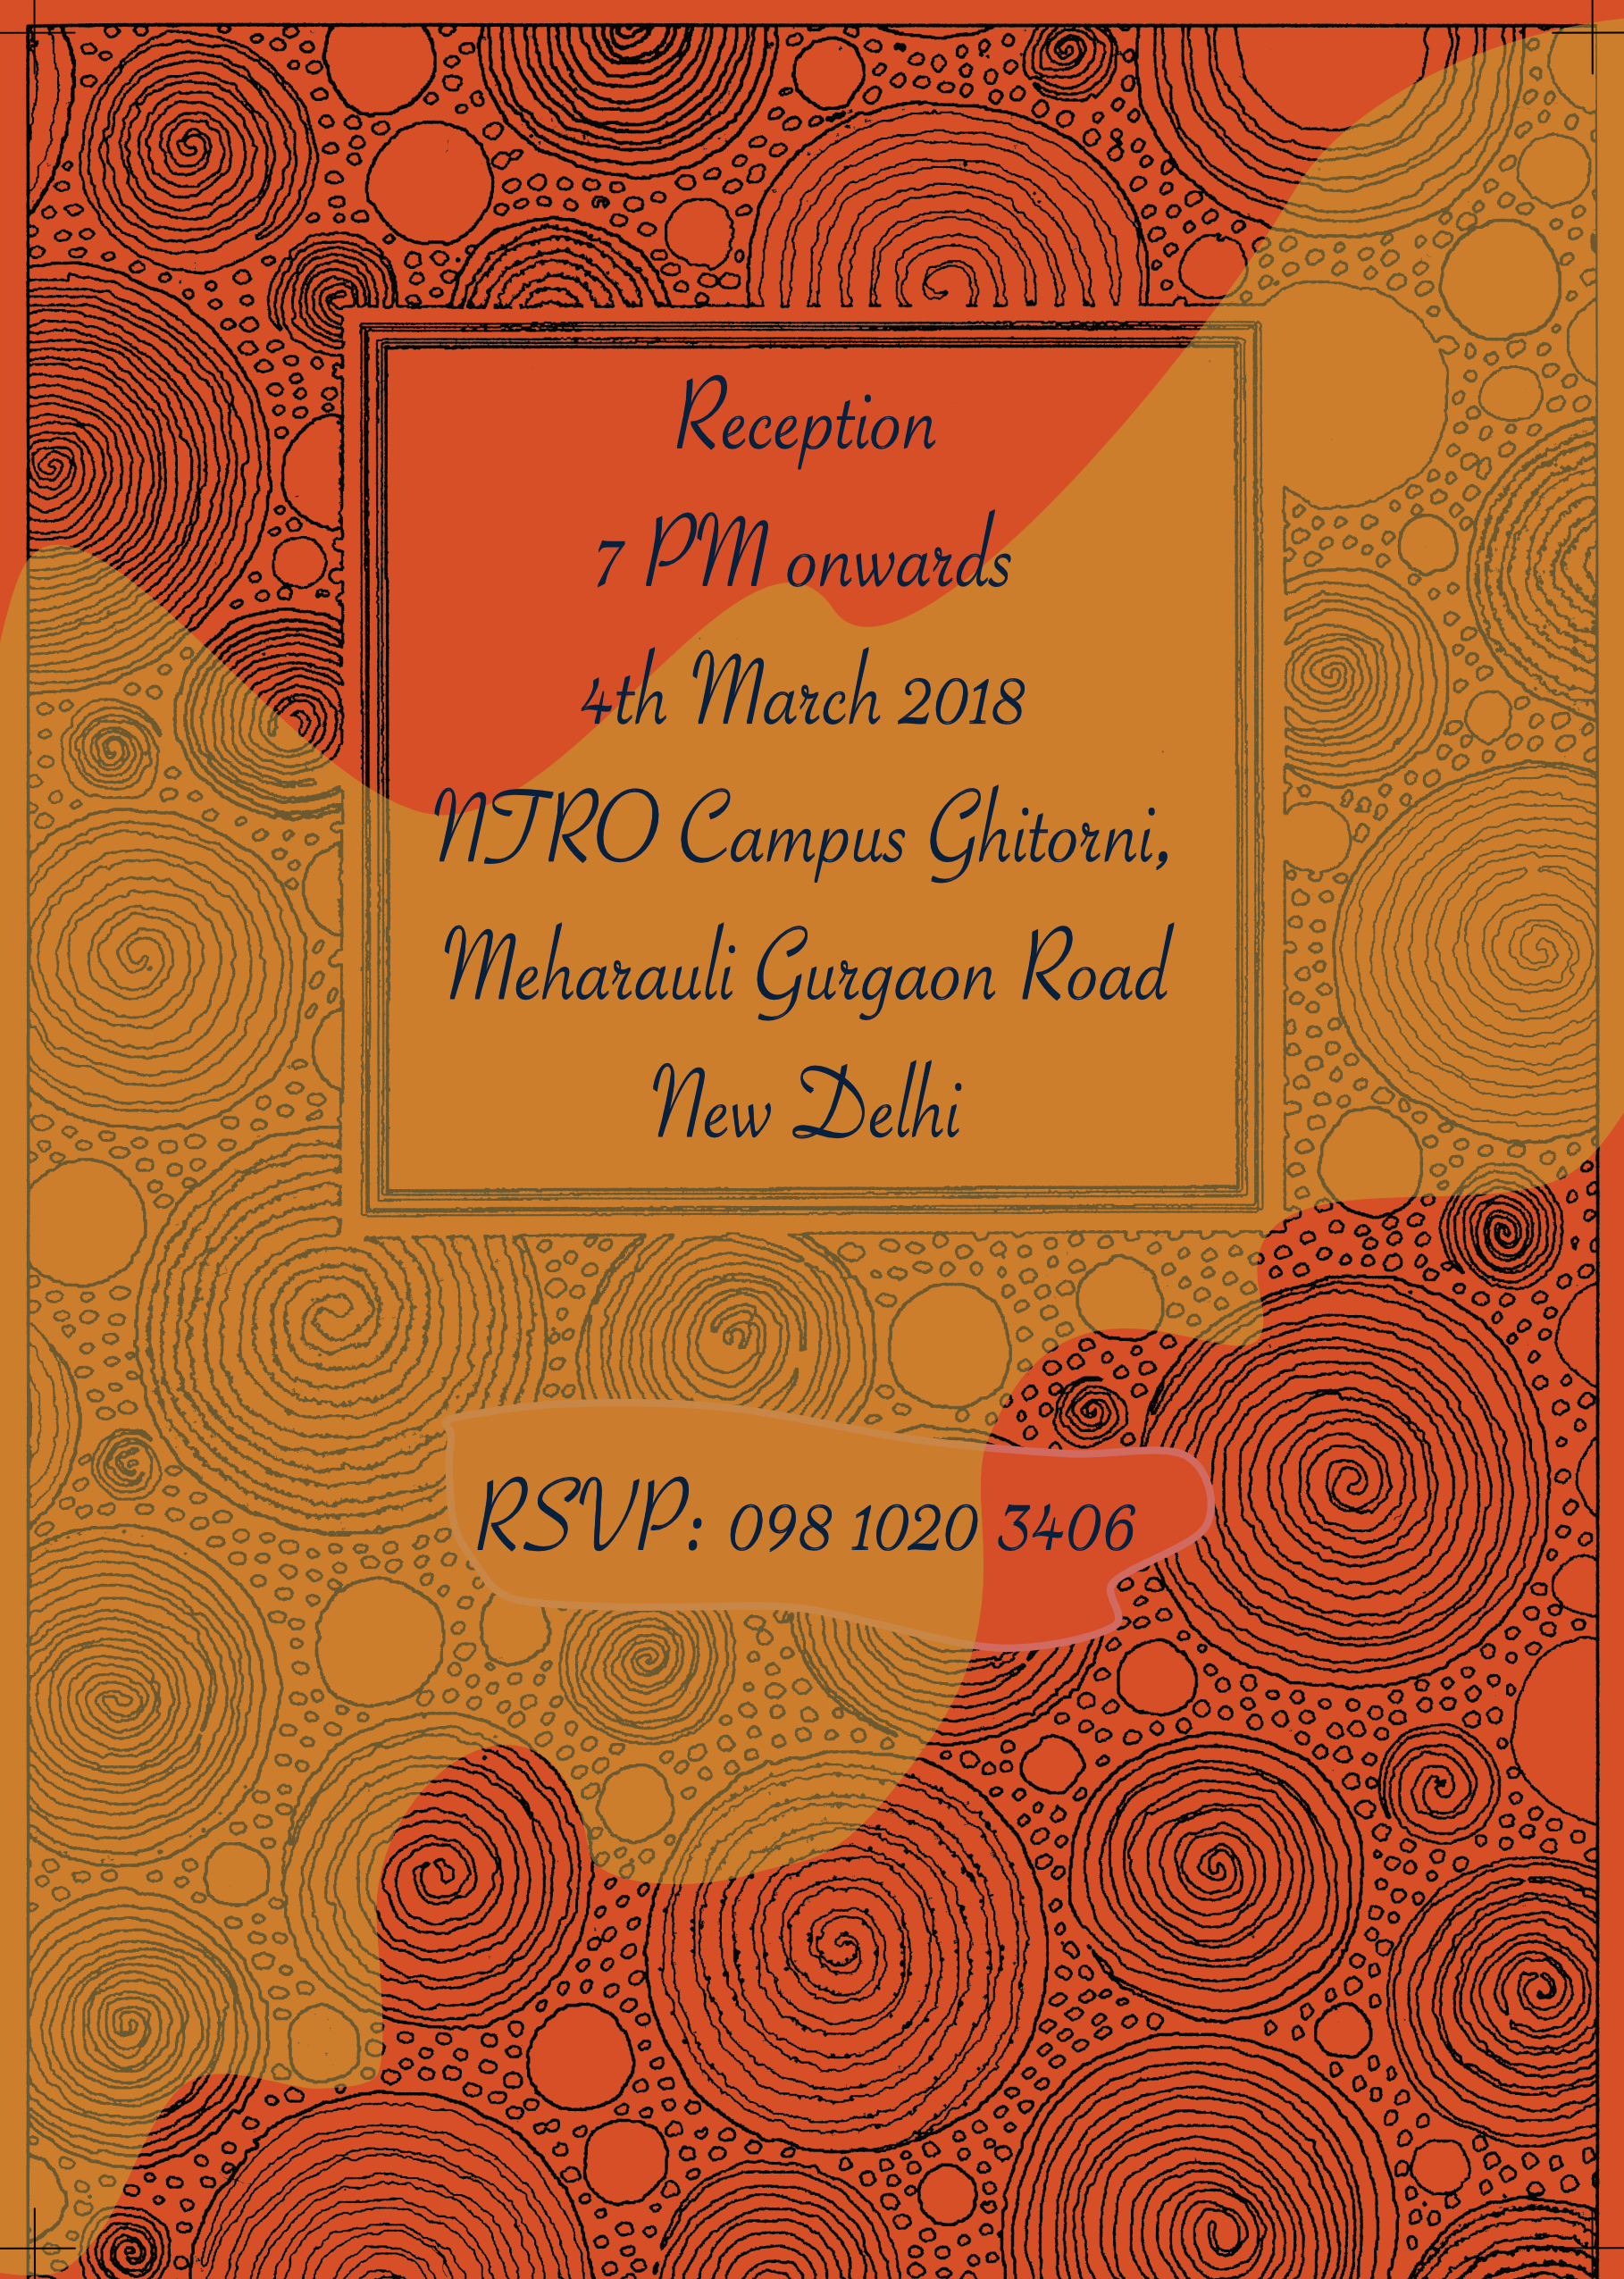 Reception
7 PM onwards
4th March 2018
NTRO Campus Ghitorni,
Meharauli Gurgaon Road
New Delhi
RSVP: 098 1020 3406